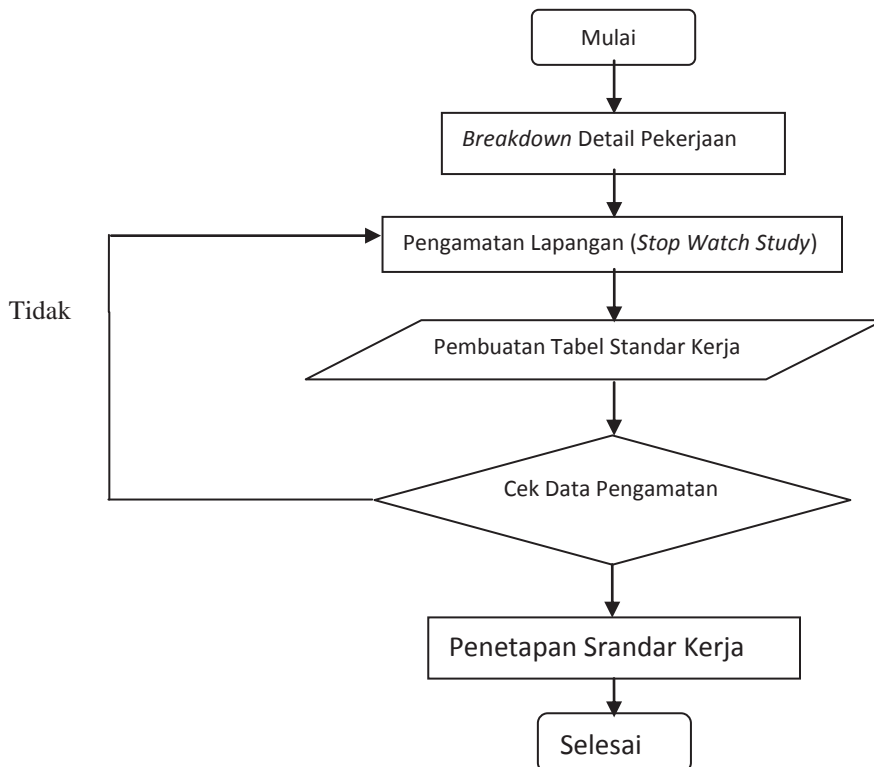 Mulai
Breakdown Detail Pekerjaan
Pengamatan Lapangan (Stop Watch Study)
Tidak
Pembuatan Tabel Standar Kerja
Cek Data Pengamatan
Penetapan Srandar Kerja
Selesai